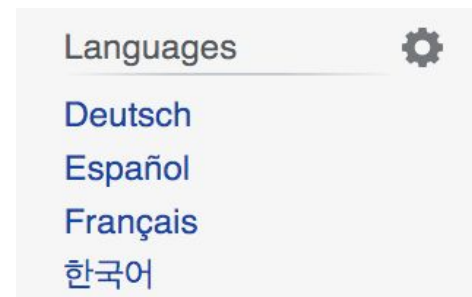 Languages
Deutsch
Español
Français
한국어